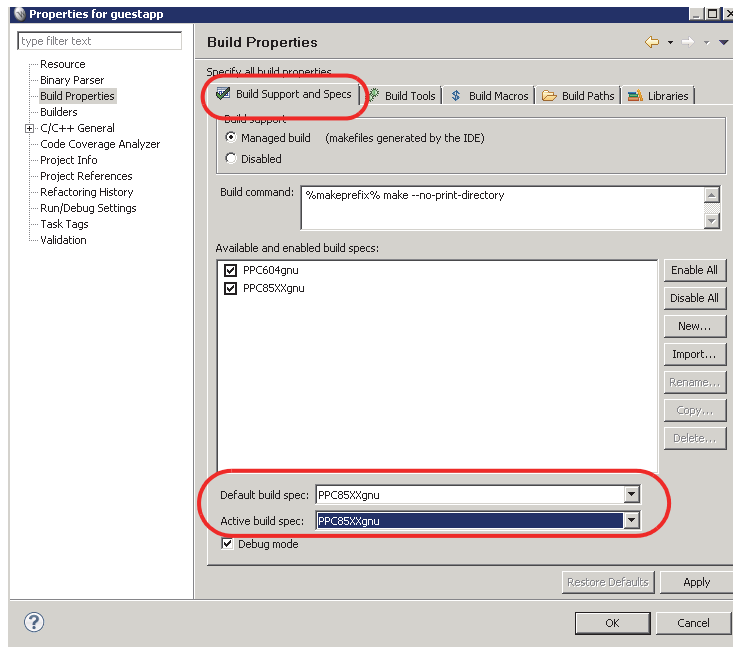 Properties for guestapp
type filter text
Resource
Binary Parser
Build Properties
Builders
C/C++ General
Code Coverage Analyzer
Project Info
Project References
Refactoring History
Run/Debug Settings
Task Tags
Validation
Build Properties
Specify all build properties
Build Support and Specs
Build Tools
Build Macros
Build Paths
Libraries
Build support
Managed build (makefiles generated by the IDE)
Disabled
Build command: %makeprefix% make --no-print-directory
Available and enabled build specs:
PPC604gnu
PPC85XXgnu
Enable All
Disable All
New...
Import...
Rename...
Copy...
Delete...
Default build spec: PPC85XXgnu
Active build spec: PPC85XXgnu
Debug mode
Restore Defaults
Apply
OK
Cancel